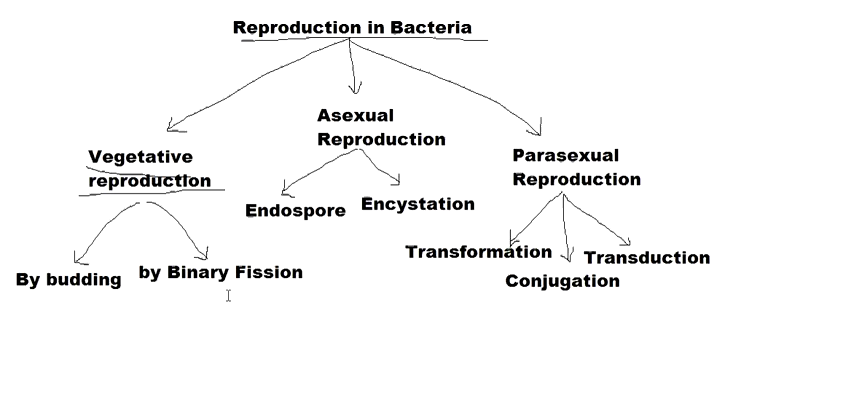 Reproduction in Bacteria
Asexual
Reproduction
Vegetative
reproduction
Parasexual
Reproduction
Endospore
Encystation
Transformation
Transduction
Conjugation
By budding
by Binary Fission